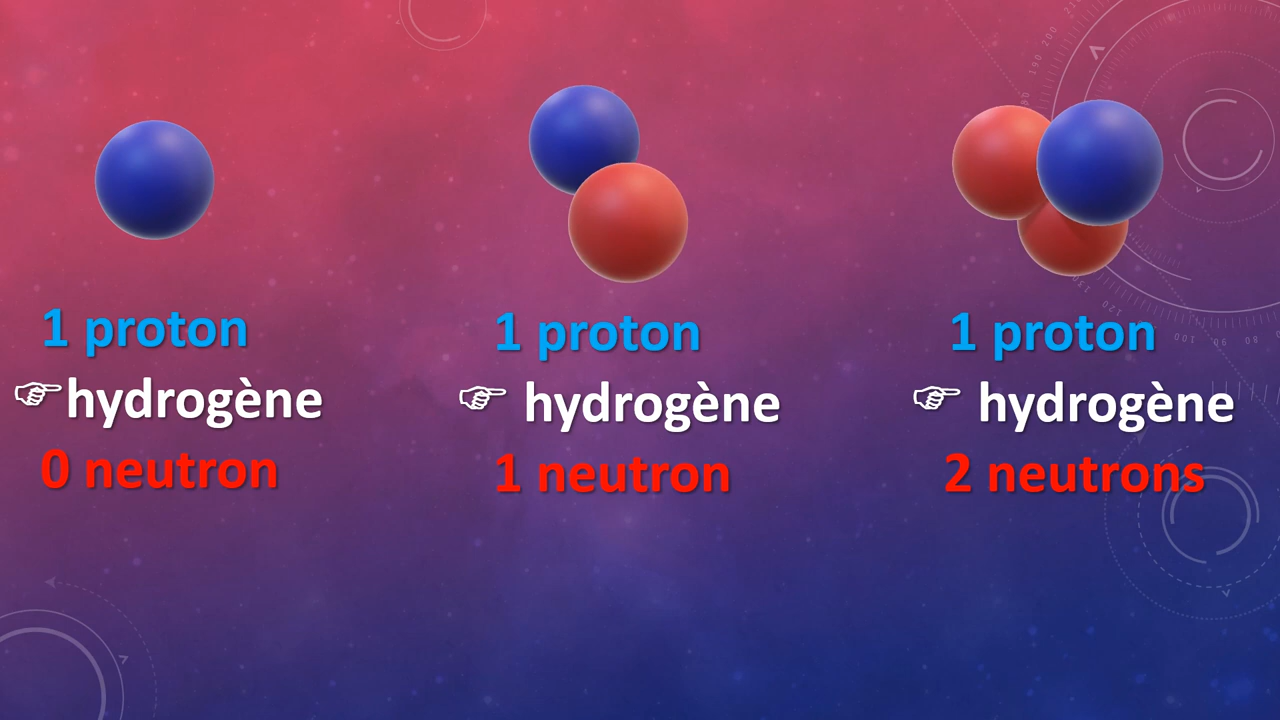 1 proton
☞hydrogène
0 neutron
1 proton
☞ hydrogène
1 neutron
1 proton
☞ hydrogène
2 neutrons